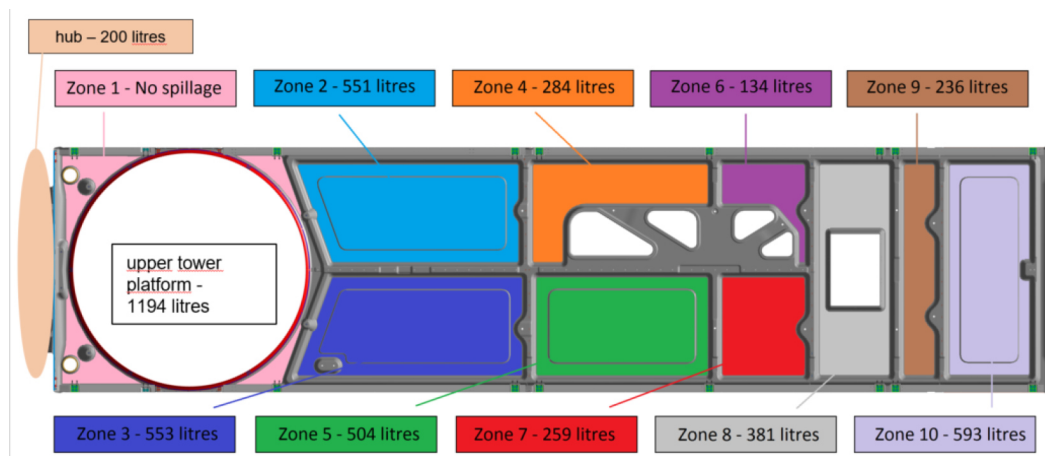 hub – 200 litres
Zone 1 - No spillage
Zone 2 - 551 litres
Zone 4 - 284 litres
Zone 6 - 134 litres
Zone 9 - 236 litres
upper tower
platform -
1194 litres
Zone 3 - 553 litres
Zone 5 - 504 litres
Zone 7 - 259 litres
Zone 8 - 381 litres
Zone 10 - 593 litres